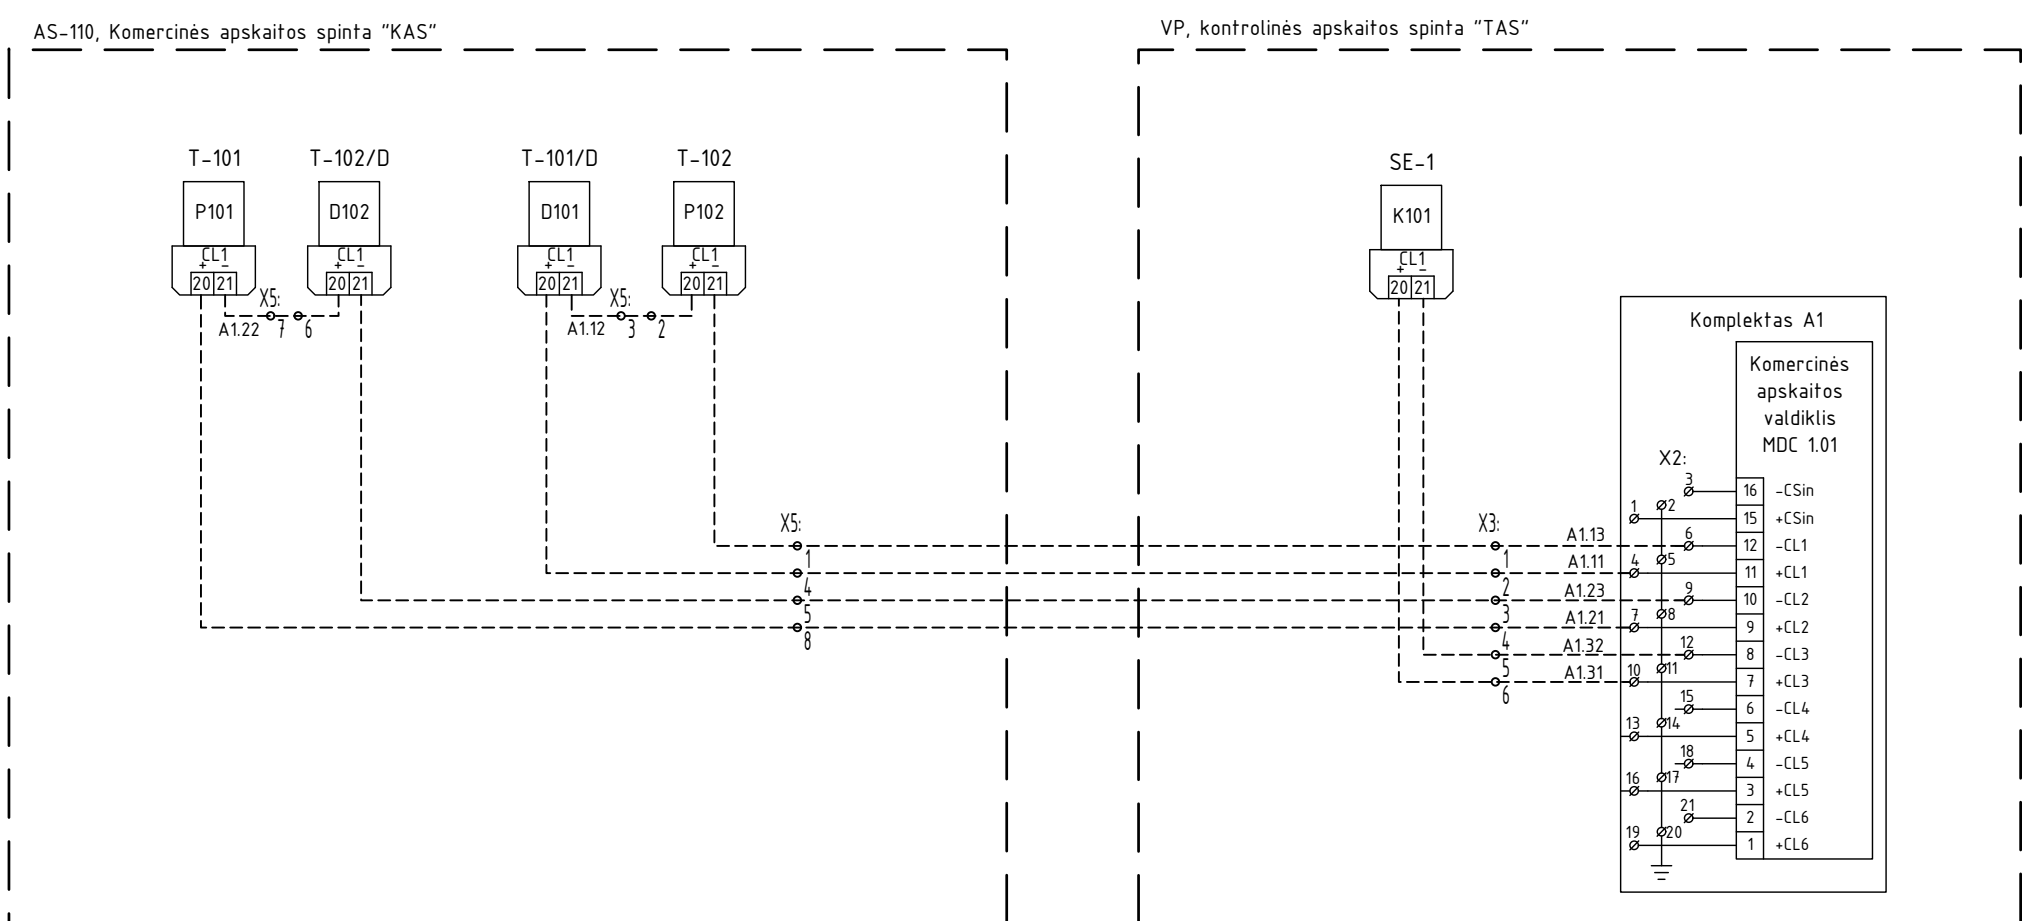 AS-110, Komercinės apskaitos spinta "KAS"
VP, kontrolinės apskaitos spinta "TAS"
T-101
T-102/D
T-101/D
T-102
SE-1
P101
D102
D101
P102
K101
CL1
+ -
20 21
CL1
+ -
20 21
CL1
+ -
20 21
CL1
+ -
20 21
CL1
+ -
20 21
X5:
A1.22 7 6
X5:
A1.12 3 2
Komplektas A1
Komercinės
apskaitos
valdiklis
MDC 1.01
X2:
3 16 -CSin
1 2 15 +CSin
X5:
X3:
A1.13 6 12 -CL1
1
1
A1.11 4 5 11 +CL1
4
2
A1.23 9 10 -CL2
5
3
A1.21 7 8 9 +CL2
8
4
A1.32 12 8 -CL3
5
A1.31 10 11 7 +CL3
6
15 6 -CL4
13 14 5 +CL4
18 4 -CL5
16 17 3 +CL5
21 2 -CL6
19 20 1 +CL6